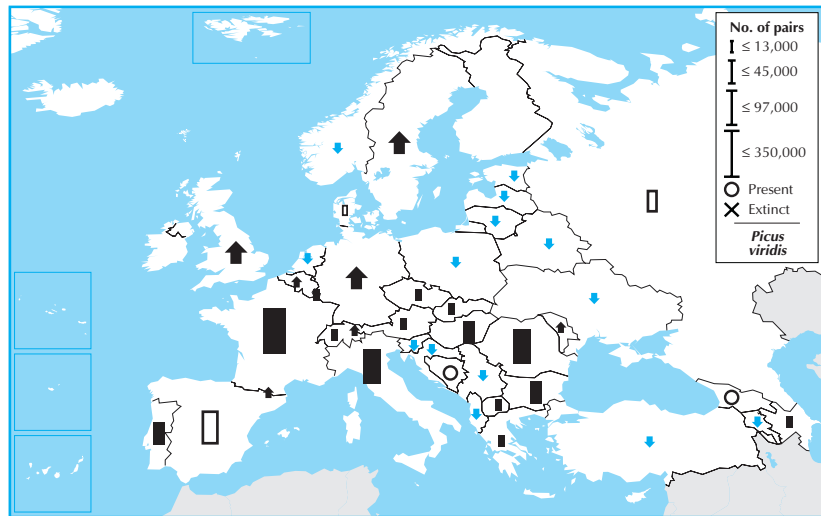 No. of pairs
≤ 13,000
≤ 45,000
≤ 97,000
≤ 350,000
Present
Extinct
Picus
viridis